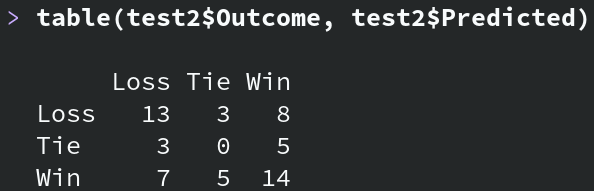 > table(test2$Outcome, test2$Predicted)
Loss Tie Win
Loss 13 3 8
Tie 3 0 5
Win 7 5 14